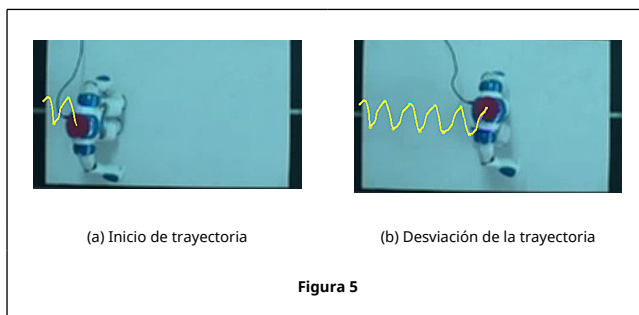 (a) Inicio de trayectoria
(b) Desviación de la trayectoria
Figura 5